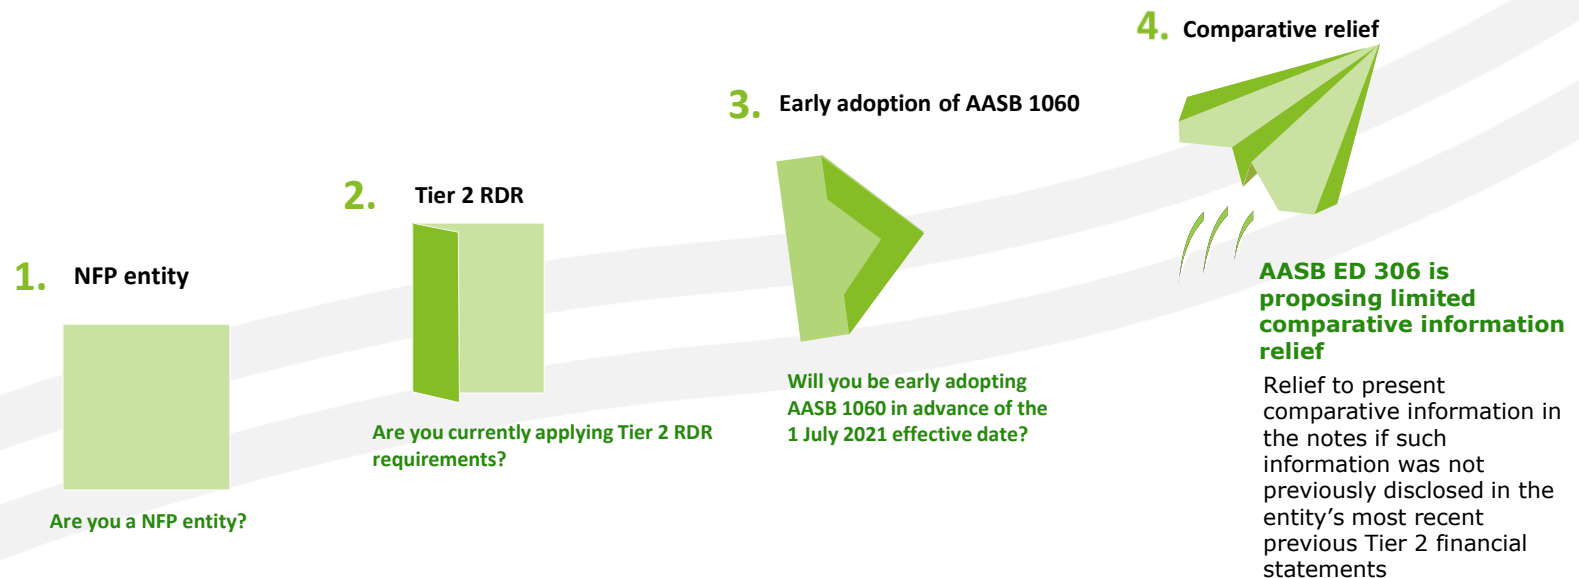 1. NFP entity
Are you a NFP entity?
2. Tier 2 RDR
Are you currently applying Tier 2 RDR
requirements?
3. Early adoption of AASB 1060
Will you be early adopting
AASB 1060 in advance of the
1 July 2021 effective date?
4. Comparative relief
AASB ED 306 is
proposing limited
comparative information
relief
Relief to present
comparative information in
the notes if such
information was not
previously disclosed in the
entity’s most recent
previous Tier 2 financial
statements